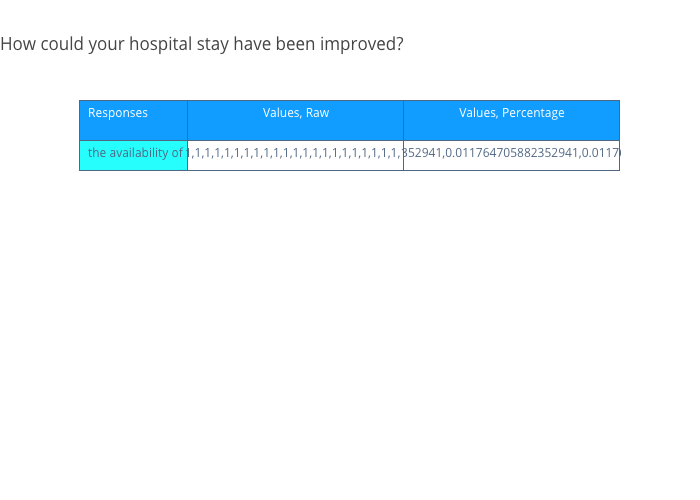 How could your hospital stay have been improved?
Responses Values, Raw Values, Percentage
the availability of 1,1,1,1,1,1,1,1,1,1,1,1,1,1,1,1,1,1,1,1,1,1, 352941,0.011764705882352941,0.0117